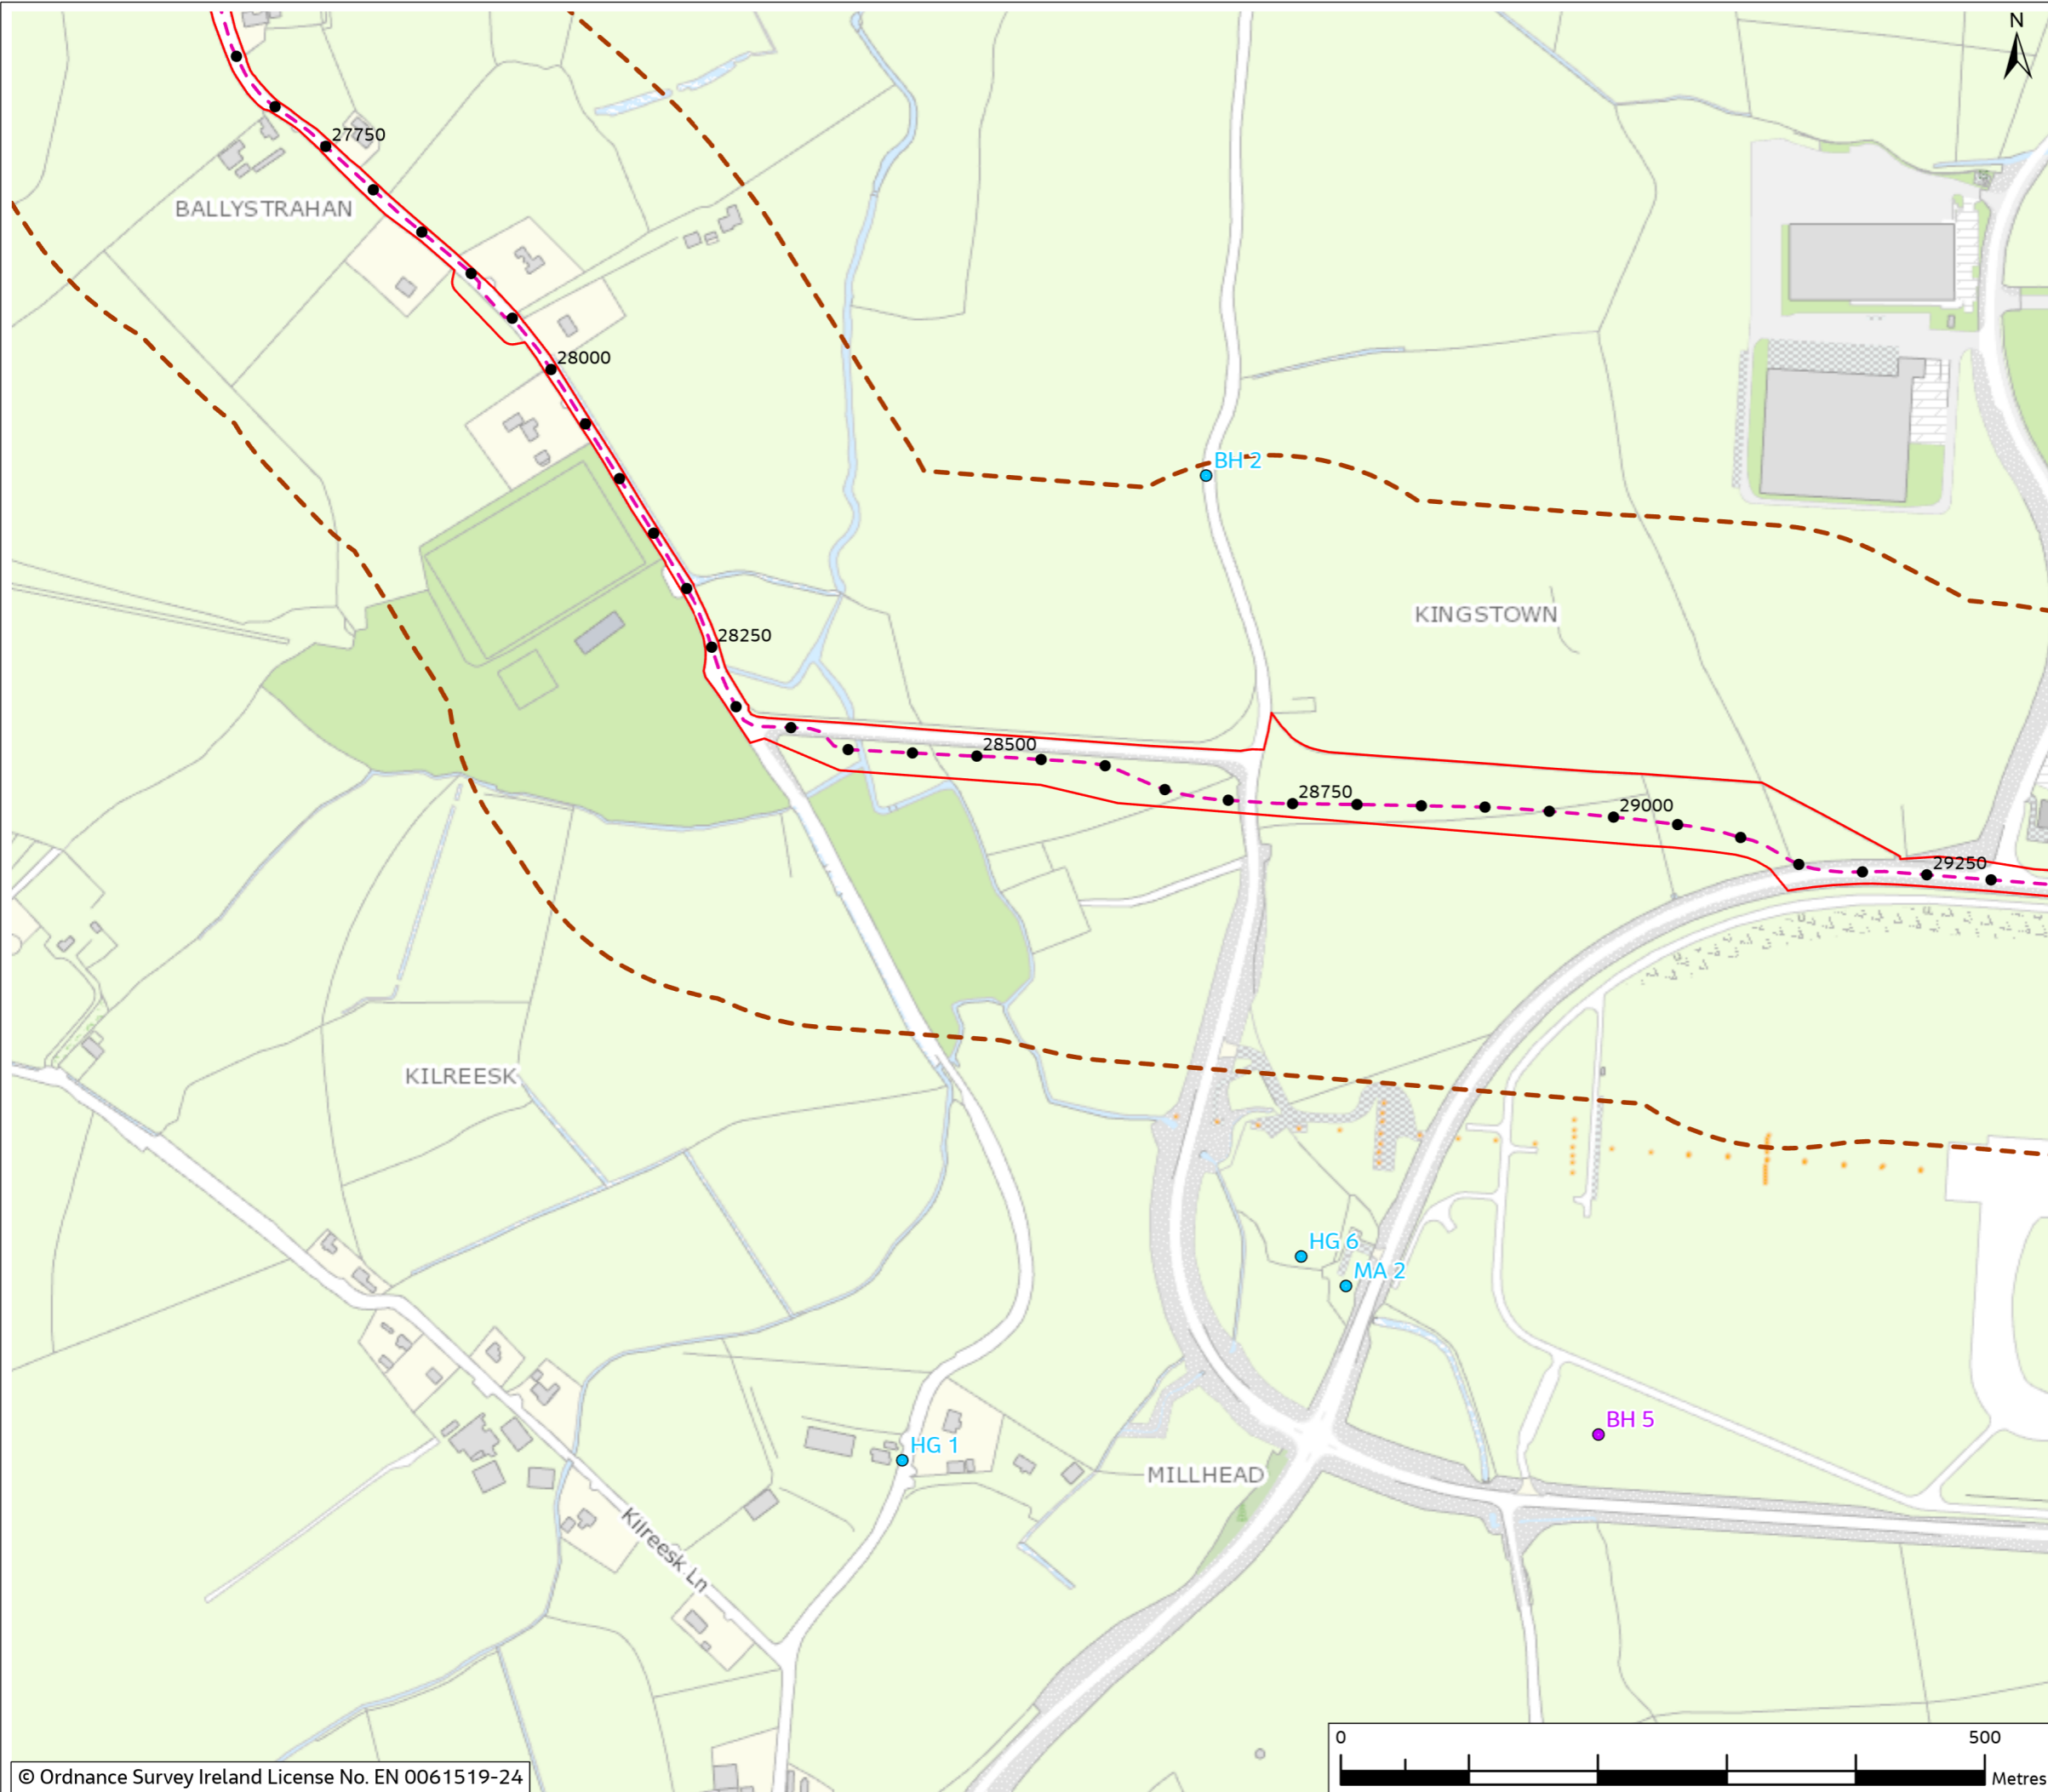 N
27750
BALLYSTRAHAN
28000
BH 2
KINGSTOWN
28250
28500
28750
29000
29250
KILREESK
HG 6
MA 2
BH 5
HG 1
MILLHEAD
Kilreesk Ln
0 500
Metres
© Ordnance Survey Ireland License No. EN 0061519-24